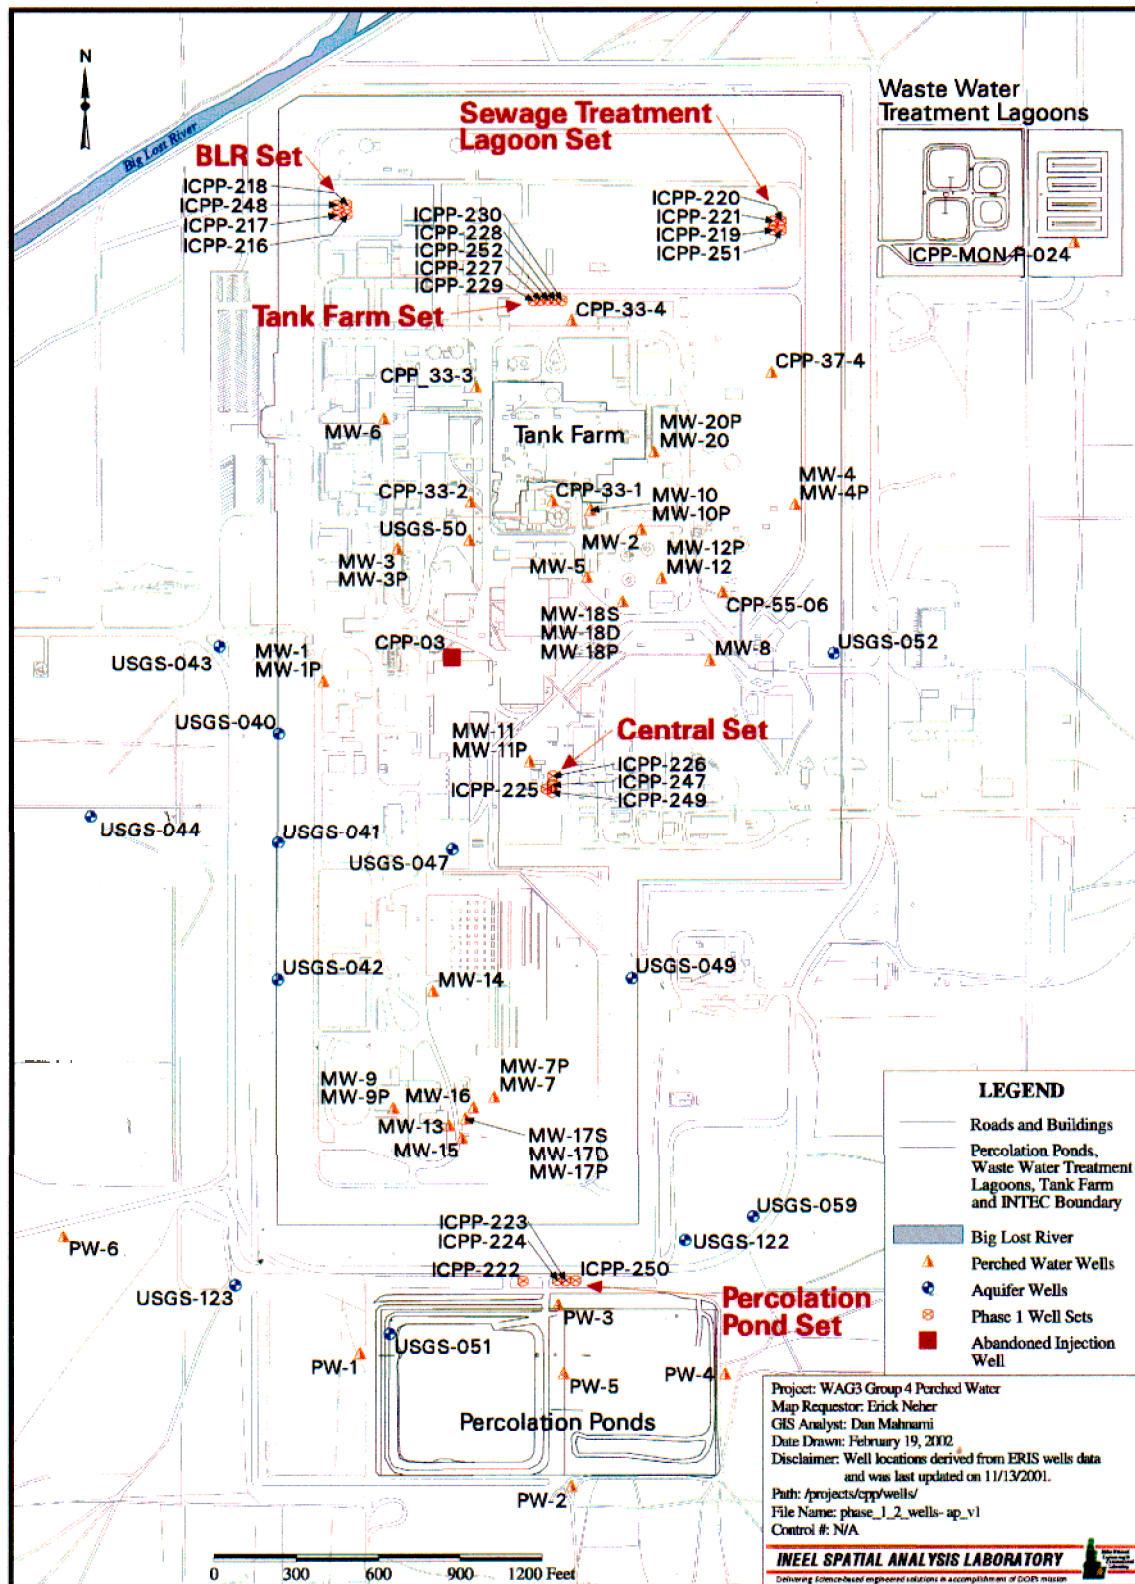 N
Big Lost River
Waste Water
Treatment Lagoons
Sewage Treatment
Lagoon Set
BLR Set
ICPP-218
ICPP-248
ICPP-217
ICPP-216
ICPP-230
ICPP-228
ICPP-252
ICPP-227
ICPP-229
ICPP-220
ICPP-221
ICPP-219
ICPP-251
ICPP-MON-P-024
Tank Farm Set
CPP-33-4
CPP-37-4
CPP_33-3
MW-6
Tank Farm
MW-20P
MW-20
MW-4
MW-4P
CPP-33-2
CPP-33-1
MW-10
MW-10P
USGS-50
MW-2
MW-3
MW-3P
MW-5
MW-12P
MW-12
CPP-55-06
MW-18S
MW-18D
MW-18P
CPP-03
MW-8
USGS-052
USGS-043
MW-1
MW-1P
USGS-040
MW-11
MW-11P
Central Set
ICPP-226
ICPP-247
ICPP-249
ICPP-225
USGS-044
USGS-041
USGS-047
USGS-042
MW-14
USGS-049
MW-9
MW-9P
MW-16
MW-7P
MW-7
MW-13
MW-15
MW-17S
MW-17D
MW-17P
PW-6
USGS-123
ICPP-223
ICPP-224
ICPP-222
ICPP-250
USGS-059
USGS-122
Percolation
Pond Set
PW-3
USGS-051
PW-1
PW-5
PW-4
Percolation Ponds
PW-2
LEGEND
Roads and Buildings
Percolation Ponds,
Waste Water Treatment
Lagoons, Tank Farm
and INTEC Boundary
Big Lost River
Perched Water Wells
Aquifer Wells
Phase 1 Well Sets
Abandoned Injection
Well
Project: WAG3 Group 4 Perched Water
Map Requestor: Erick Neher
GIS Analyst: Dan Mahnami
Date Drawn: February 19, 2002
Disclaimer: Well locations derived from ERIS wells data
and was last updated on 11/13/2001.
Path: /projects/cpp/wells/
File Name: phase_1_2_wells-ap_v1
Control #: N/A
INEEL SPATIAL ANALYSIS LABORATORY
Delivering Science-based engineered solutions in accomplishment of DOE's mission
0 300 600 900 1200 Feet